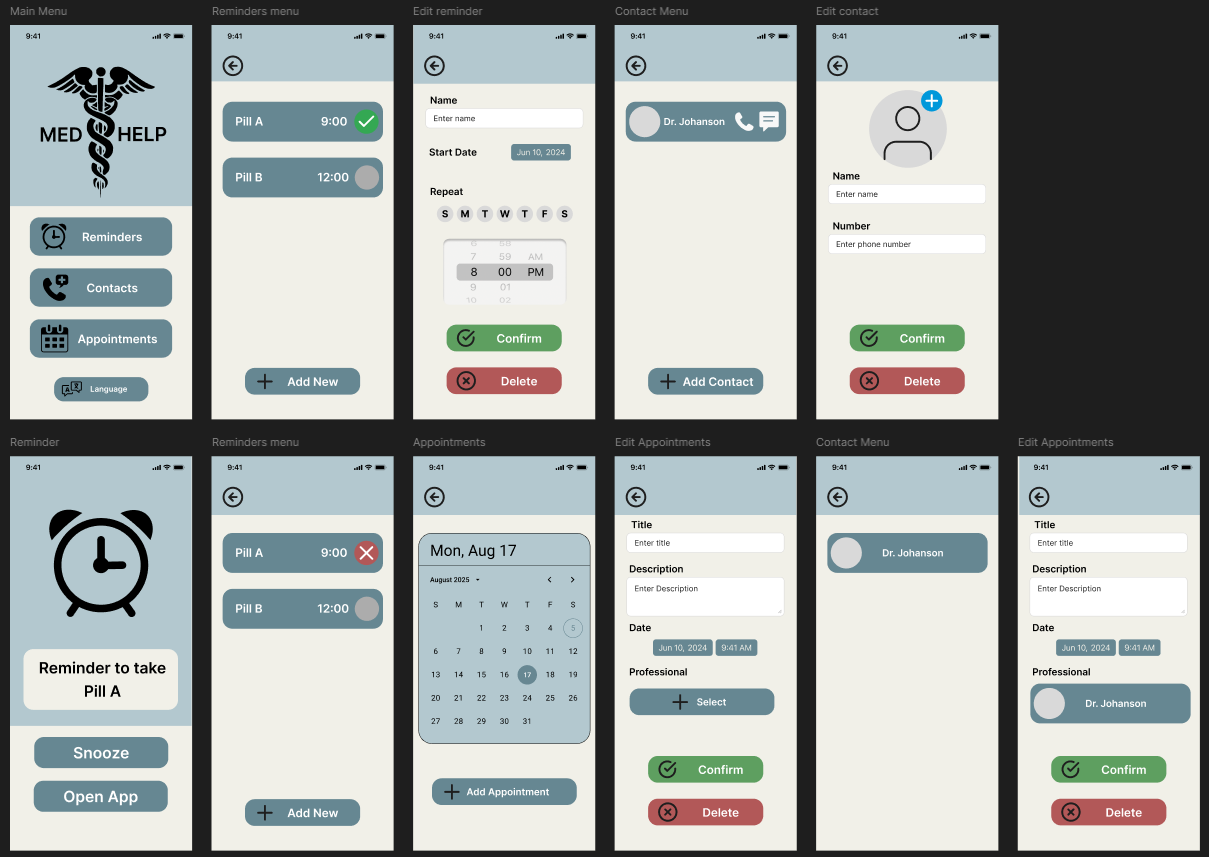 Main Menu
9:41
MED HELP
Reminders
Contacts
Appointments
Language
Reminders menu
9:41
Pill A 9:00
Pill B 12:00
Add New
Edit reminder
9:41
Name
Enter name
Start Date Jun 10, 2024
Repeat
S M T W T F S
6 58
7 59 AM
8 00 PM
9 01
10 02
Confirm
Delete
Contact Menu
9:41
Dr. Johanson
Add Contact
Edit contact
9:41
Name
Enter name
Number
Enter phone number
Confirm
Delete
Reminder
9:41
Reminder to take
Pill A
Snooze
Open App
Reminders menu
9:41
Pill A 9:00
Pill B 12:00
Add New
Appointments
9:41
Mon, Aug 17
August 2025
S M T W T F S
1 2 3 4 5
6 7 8 9 10 11 12
13 14 15 16 17 18 19
20 21 22 23 24 25 26
27 28 29 30 31
Add Appointment
Edit Appointments
9:41
Title
Enter title
Description
Enter Description
Date
Jun 10, 2024 9:41 AM
Professional
Select
Confirm
Delete
Contact Menu
9:41
Dr. Johanson
Edit Appointments
9:41
Title
Enter title
Description
Enter Description
Date
Jun 10, 2024 9:41 AM
Professional
Dr. Johanson
Confirm
Delete